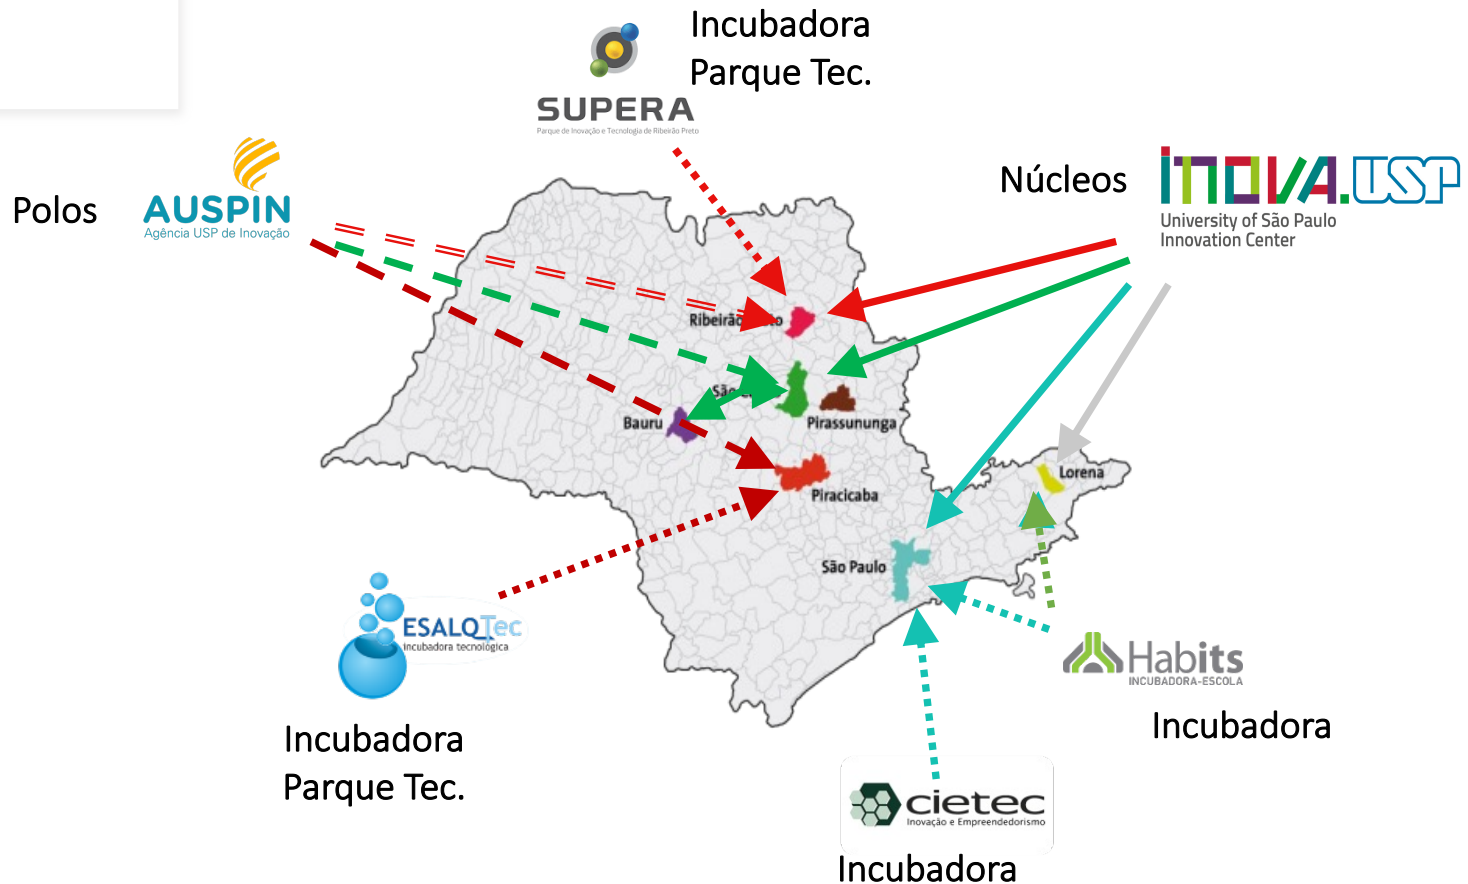 Incubadora
Parque Tec.
SUPERA
Parque de Inovação e Tecnologia de Ribeirão Preto
Polos
AUSPIN
Agência USP de Inovação
Núcleos
inova.USP
University of São Paulo
Innovation Center
Bauru
Pirassununga
Piracicaba
Lorena
São Paulo
ESALQTec
incubadora tecnológica
Incubadora
Parque Tec.
Habits
INCUBADORA-ESCOLA
Incubadora
cietec
Inovação e Empreendedorismo
Incubadora